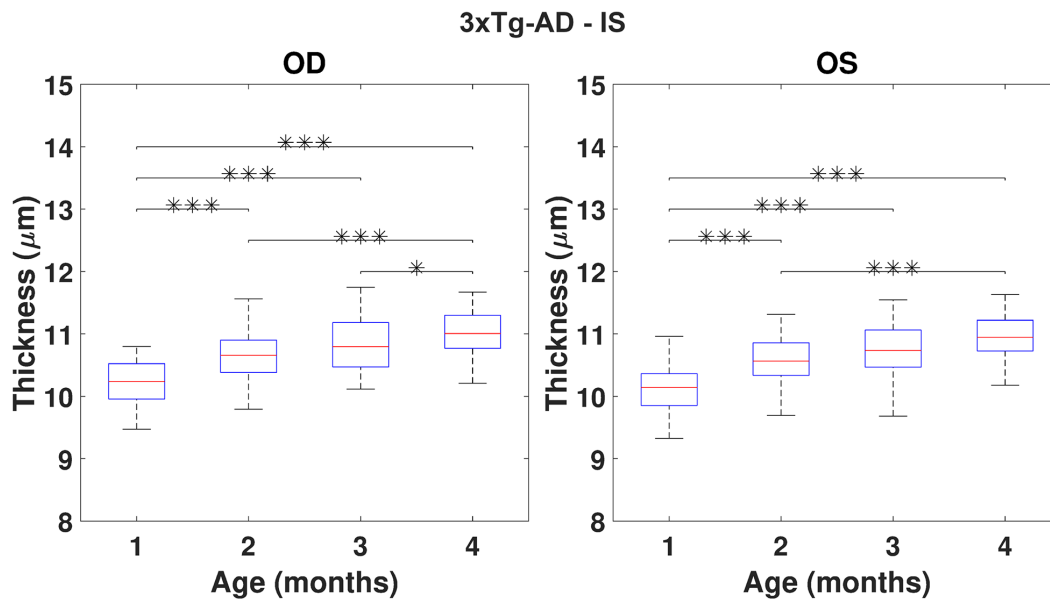 3xTg-AD - IS
OD
OS
Thickness (μm)
15
14
13
12
11
10
9
8
∗∗∗
∗∗∗
∗∗∗
∗∗∗
∗
1 2 3 4
Age (months)
Thickness (μm)
15
14
13
12
11
10
9
8
∗∗∗
∗∗∗
∗∗∗
∗∗∗
1 2 3 4
Age (months)